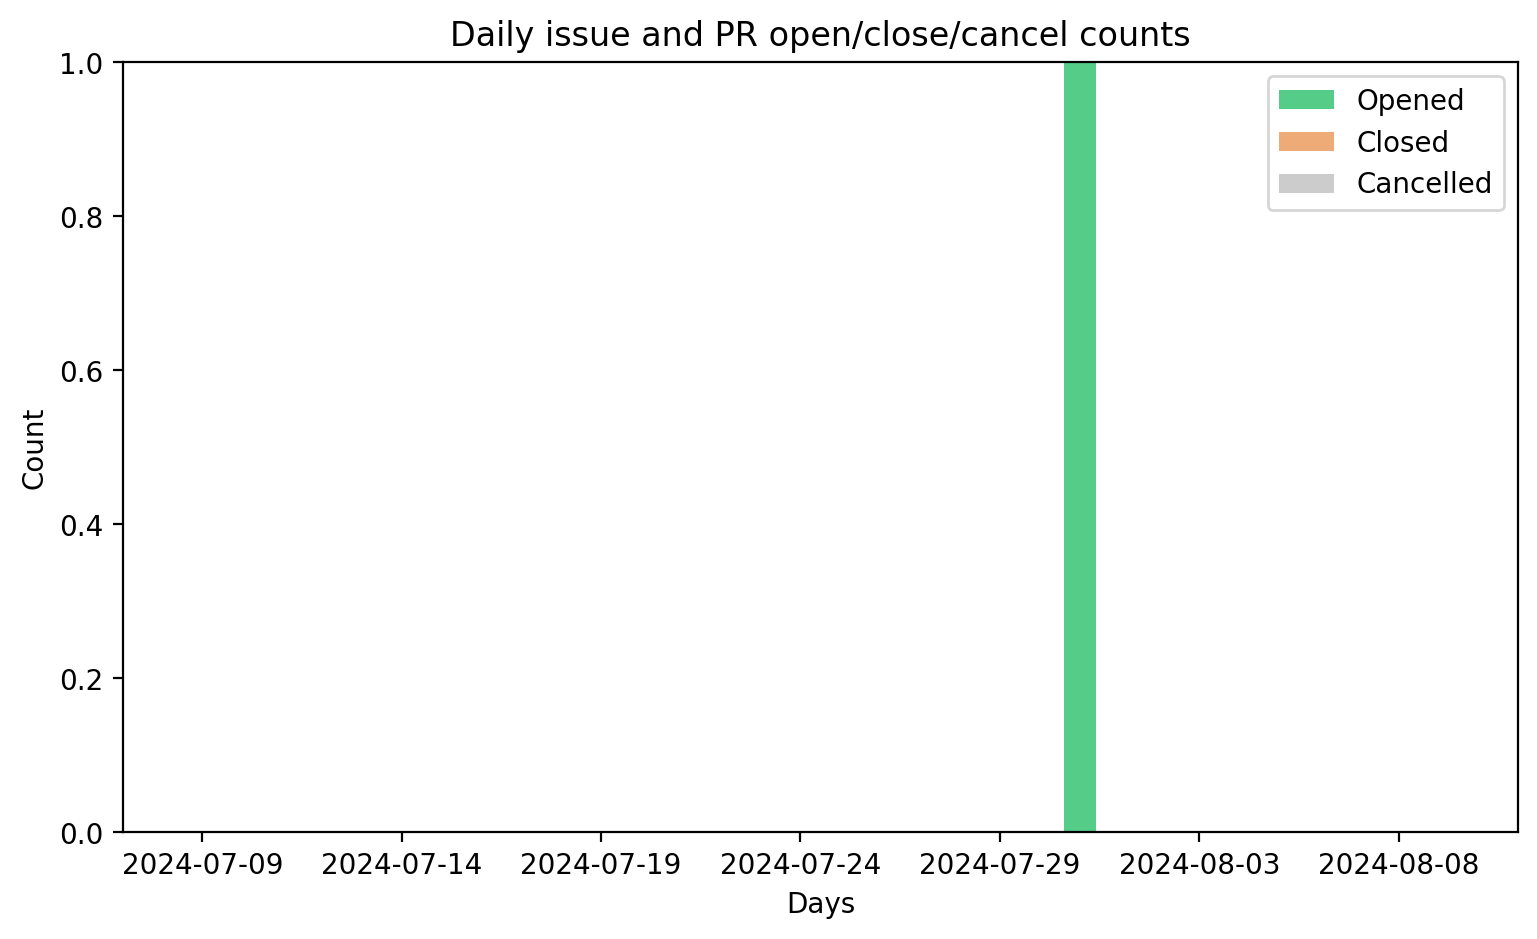 Daily issue and PR open/close/cancel counts
1.0
0.8
0.6
0.4
0.2
0.0
Count
Opened
Closed
Cancelled
2024-07-09 2024-07-14 2024-07-19 2024-07-24 2024-07-29 2024-08-03 2024-08-08
Days